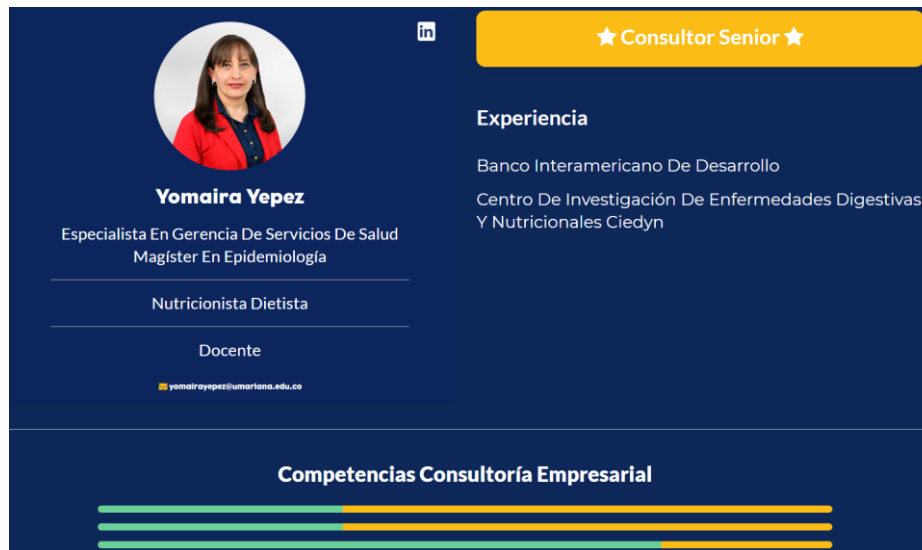 in
Yomaira Yepez
Especialista En Gerencia De Servicios De Salud
Magíster En Epidemiología
Nutricionista Dietista
Docente
yomairayepez@umariana.edu.co
Consultor Senior
Experiencia
Banco Interamericano De Desarrollo
Centro De Investigación De Enfermedades Digestivas
Y Nutricionales Ciedyn
Competencias Consultoría Empresarial